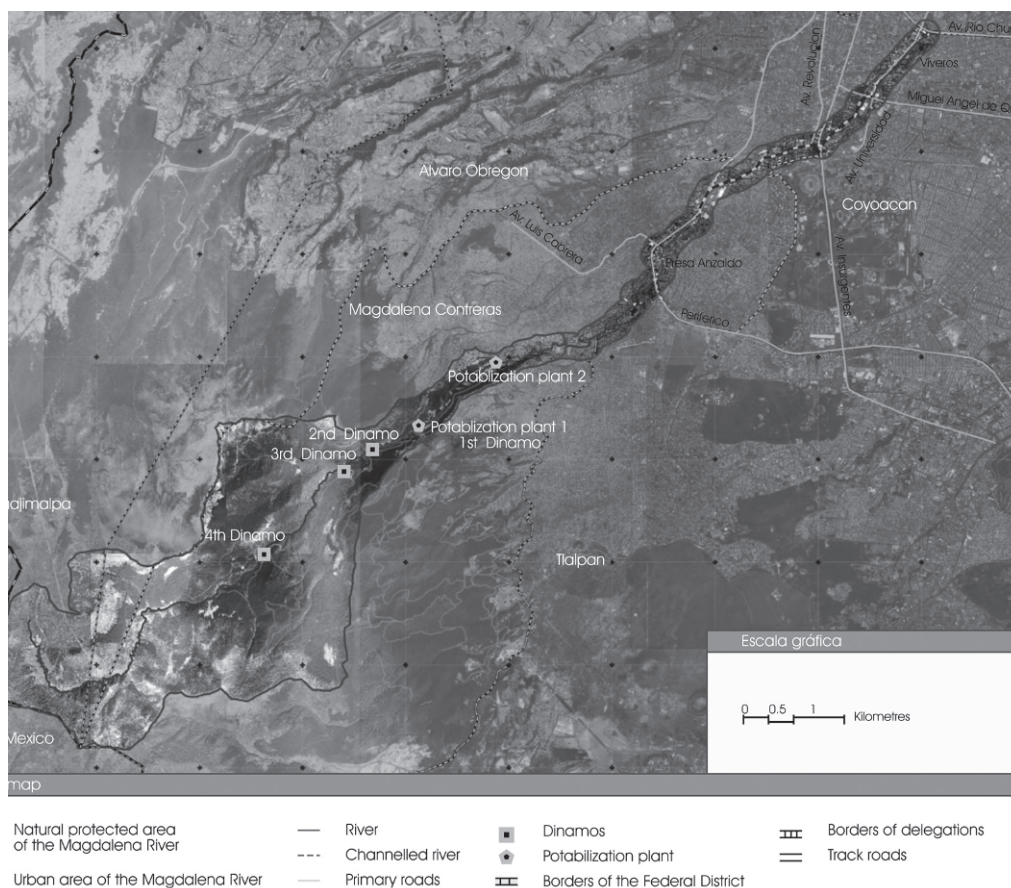 Av. Río Chu
Viveros
Av. Revolucion
Miguel Angel de Q
Av. Universidad
Alvaro Obregon
Coyoacan
Av. Luis Cabrera
Presa Anzaldo
Av. Insurgentes
Magdalena Contreras
Periferico
Potablization plant 2
Potablization plant 1
1st Dinamo
2nd Dinamo
3rd Dinamo
adjimalpa
4th Dinamo
Tlalpan
Escala gráfica
0 0.5 1 Kilometres
Mexico
map
Natural protected area
of the Magdalena River
Urban area of the Magdalena River
River
Channelled river
Primary roads
Dinamos
Potabilization plant
Borders of the Federal District
Borders of delegations
Track roads